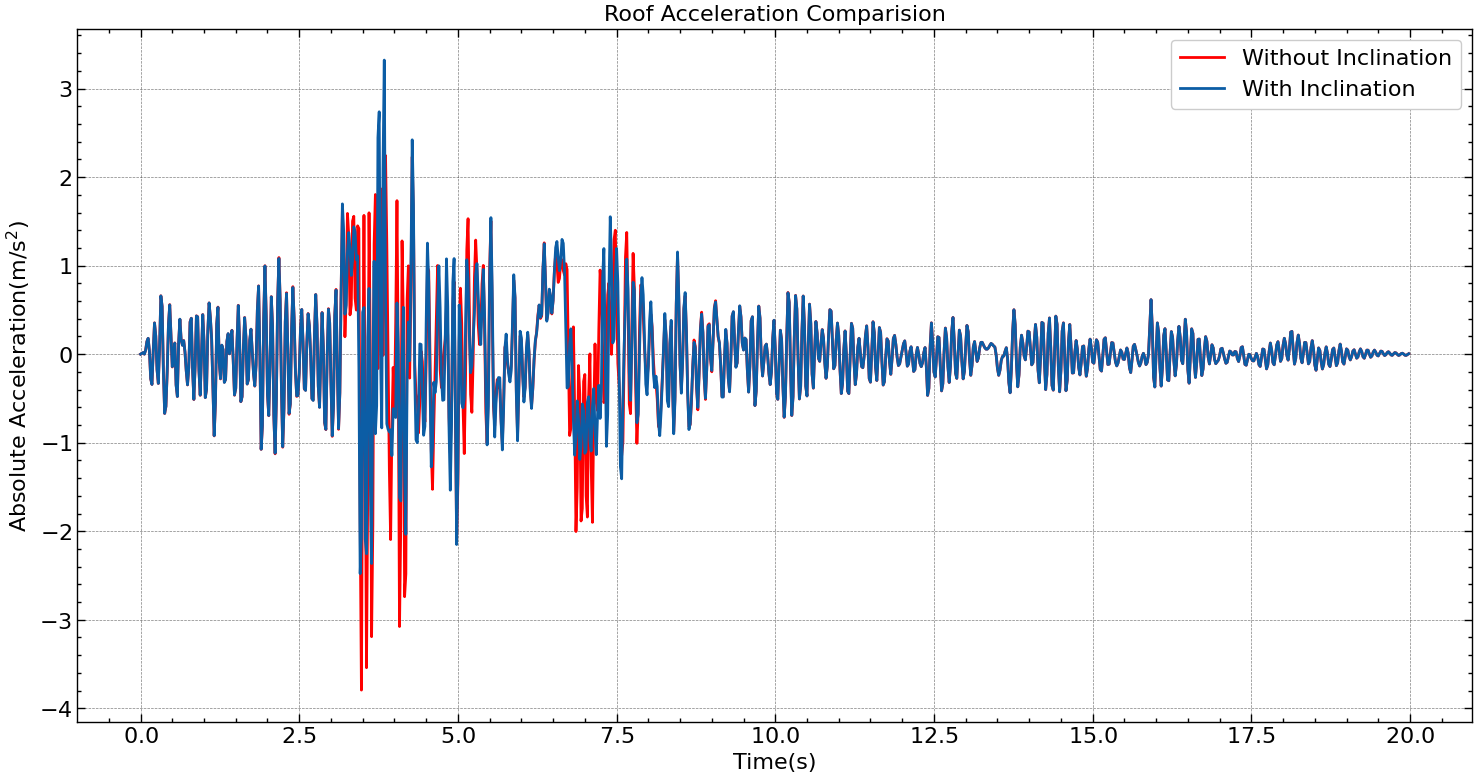 Roof Acceleration Comparision
Without Inclination
With Inclination
Absolute Acceleration(m/s²)
3
2
1
0
−1
−2
−3
−4
0.0 2.5 5.0 7.5 10.0 12.5 15.0 17.5 20.0
Time(s)